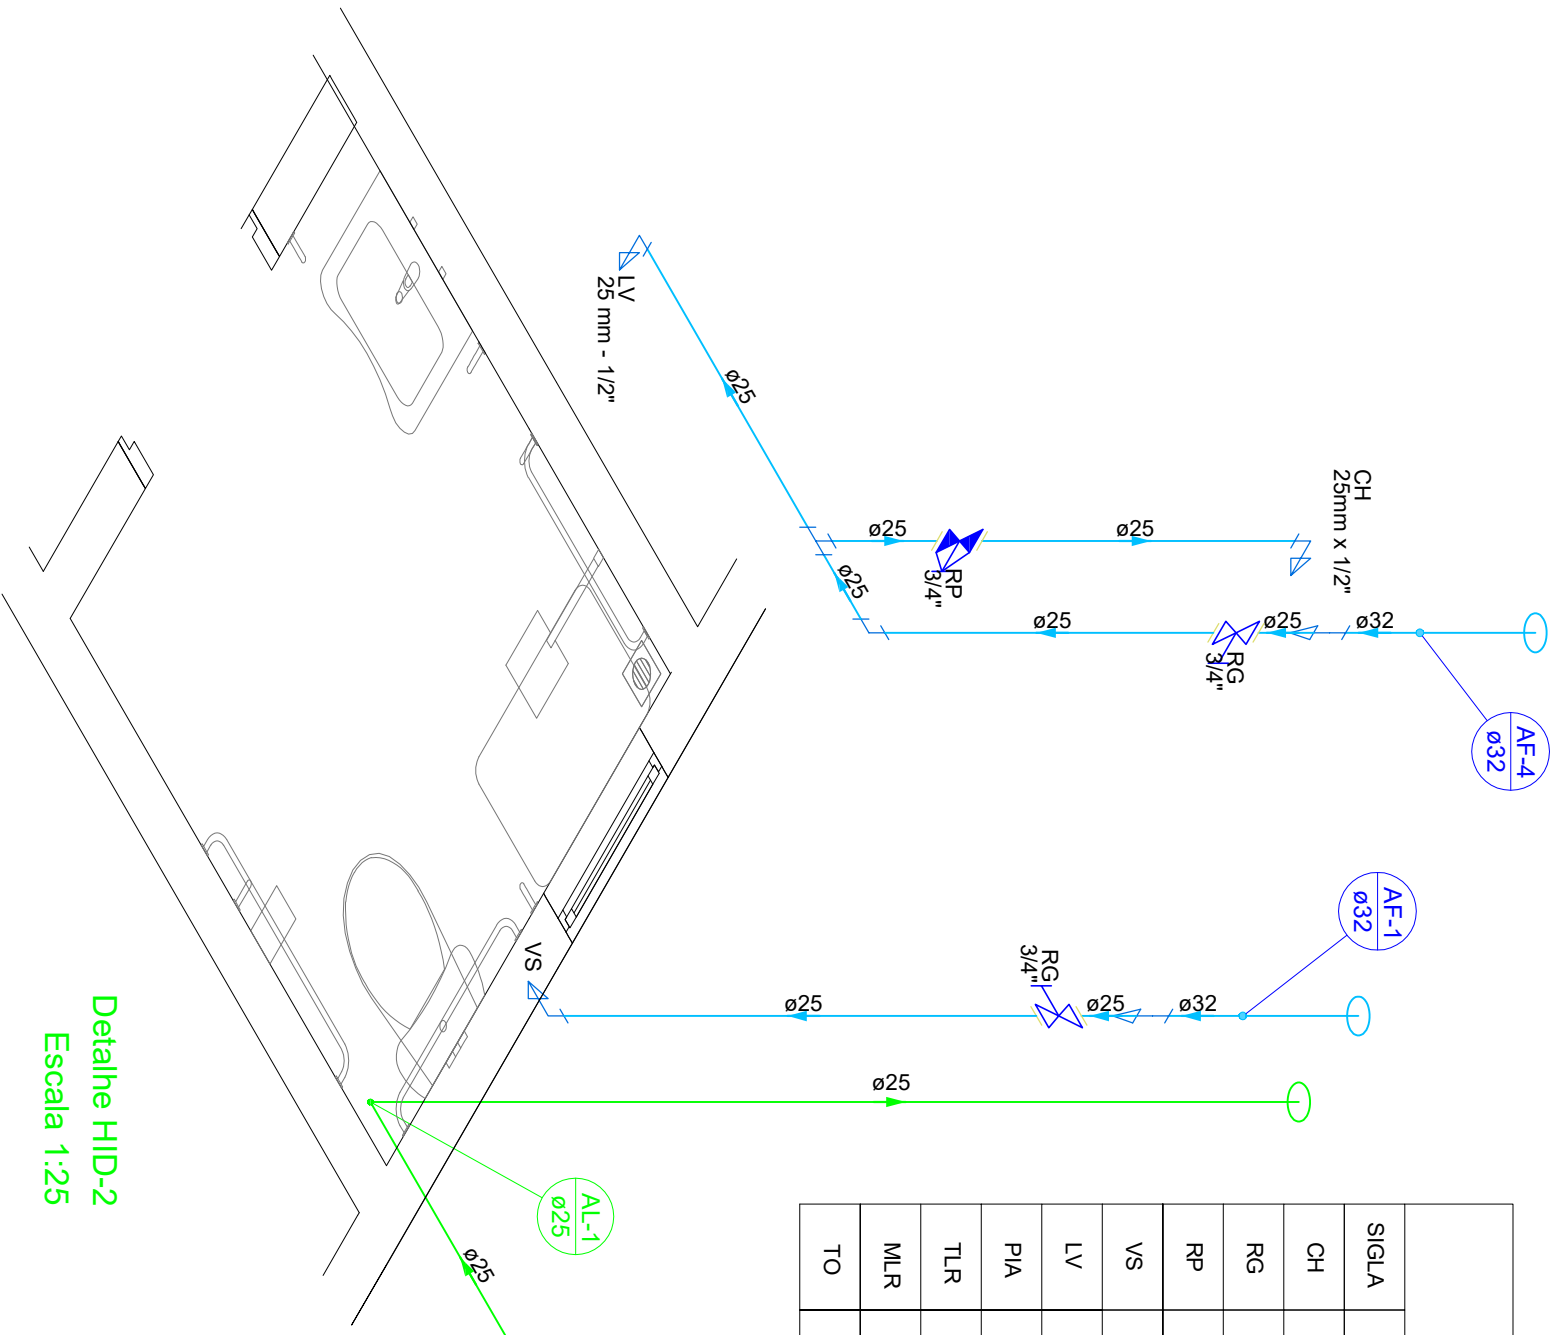 AF-4
ø32
CH
25mm x 1/2"
ø32
ø25
RG
3/4"
ø25
ø25
RP
3/4"
ø25
ø25
ø25
LV
25 mm - 1/2"
AF-1
ø32
ø32
ø25
RG
3/4"
ø25
VS
ø25
AL-1
ø25
ø25
SIGLA
CH
RG
RP
VS
LV
PIA
TLR
MLR
TO
Detalhe HID-2
Escala 1:25